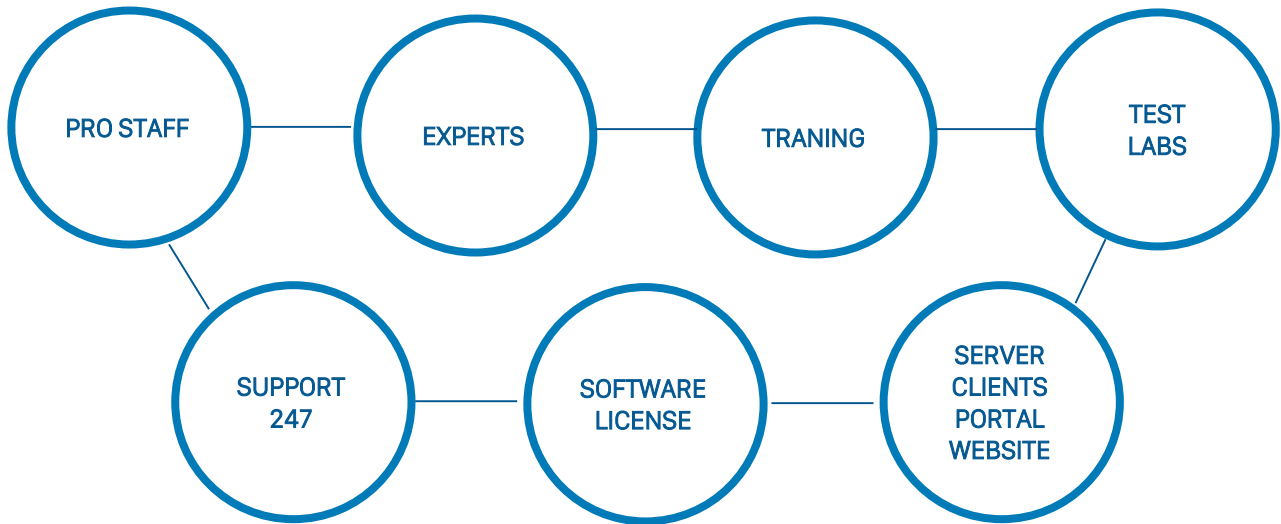 PRO STAFF
EXPERTS
TRANING
TEST
LABS
SUPPORT
247
SOFTWARE
LICENSE
SERVER
CLIENTS
PORTAL
WEBSITE